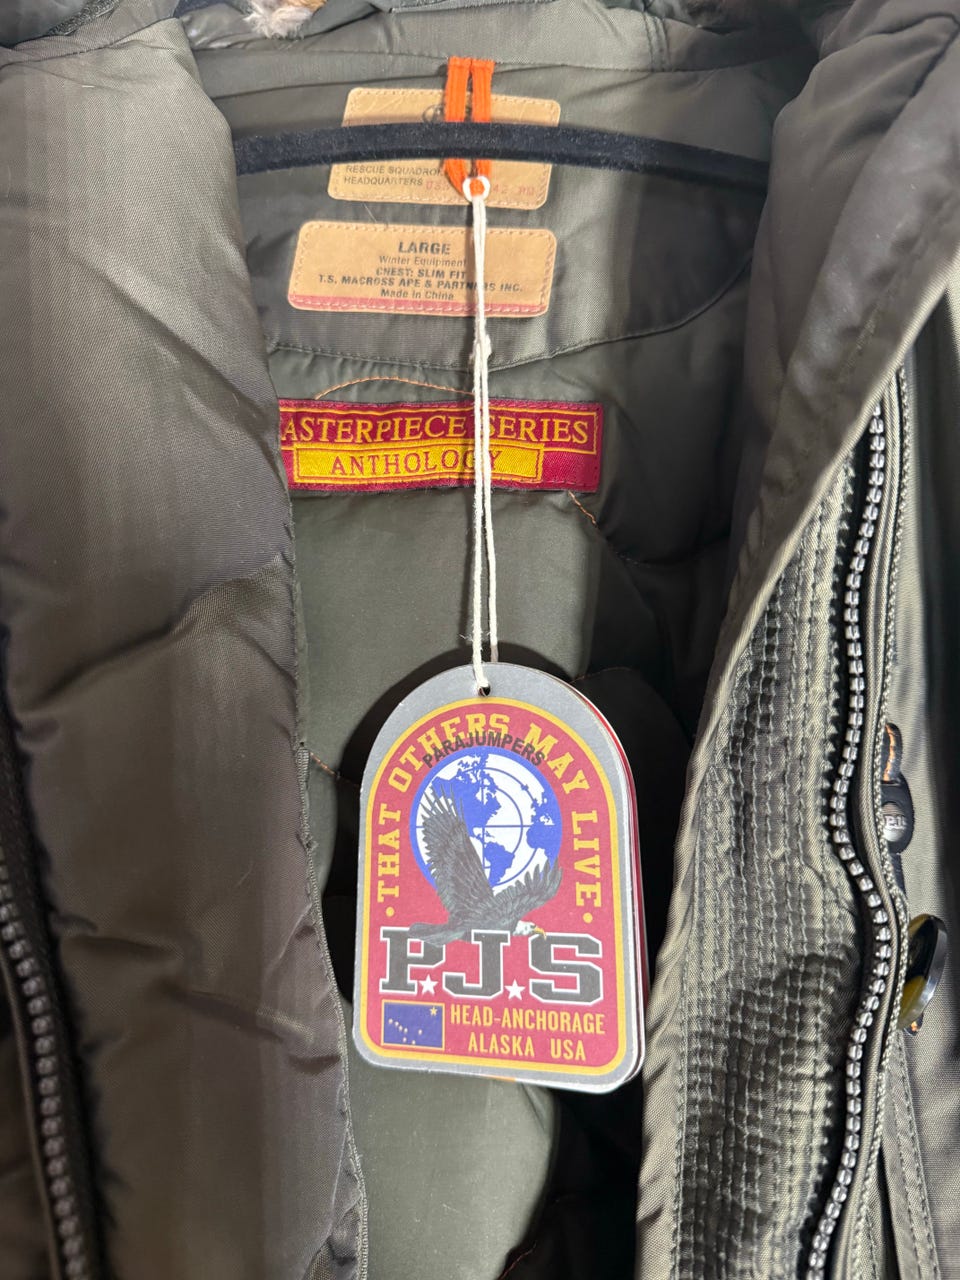 RESCUE SQUADRON
HEADQUARTERS
LARGE
Winter Equipment
CHEST: SLIM FIT
T.S. MACROSS APE & PARTNERS INC.
Made in China
ASTERPIECE SERIES
ANTHOLOGY
THAT OTHERS MAY LIVE
PARAJUMPERS
P.J.S
HEAD-ANCHORAGE
ALASKA USA